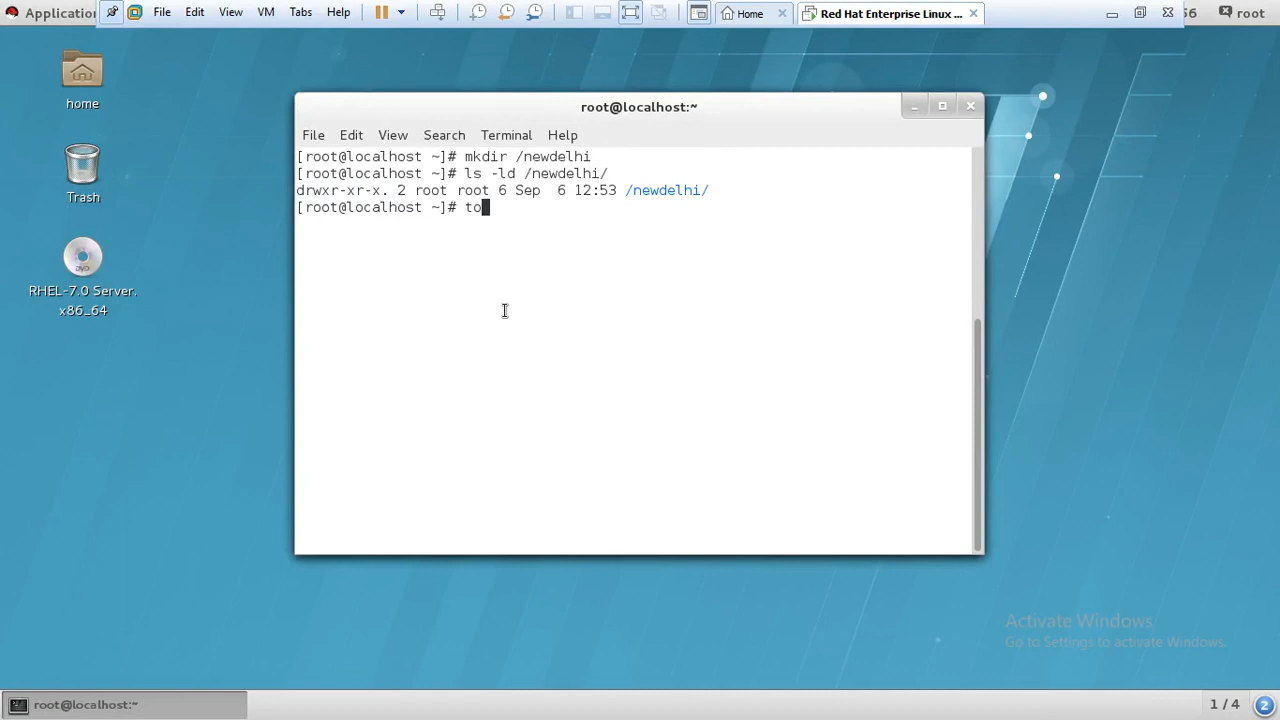 Application File Edit View VM Tabs Help Home Red Hat Enterprise Linux ... 56 root
home
Trash
RHEL-7.0 Server.
x86_64
root@localhost:~
File Edit View Search Terminal Help
[root@localhost ~]# mkdir /newdelhi
[root@localhost ~]# ls -ld /newdelhi/
drwxr-xr-x. 2 root root 6 Sep  6 12:53 /newdelhi/
[root@localhost ~]# to
Activate Windows
Go to Settings to activate Windows.
root@localhost:~ 1 / 4 2